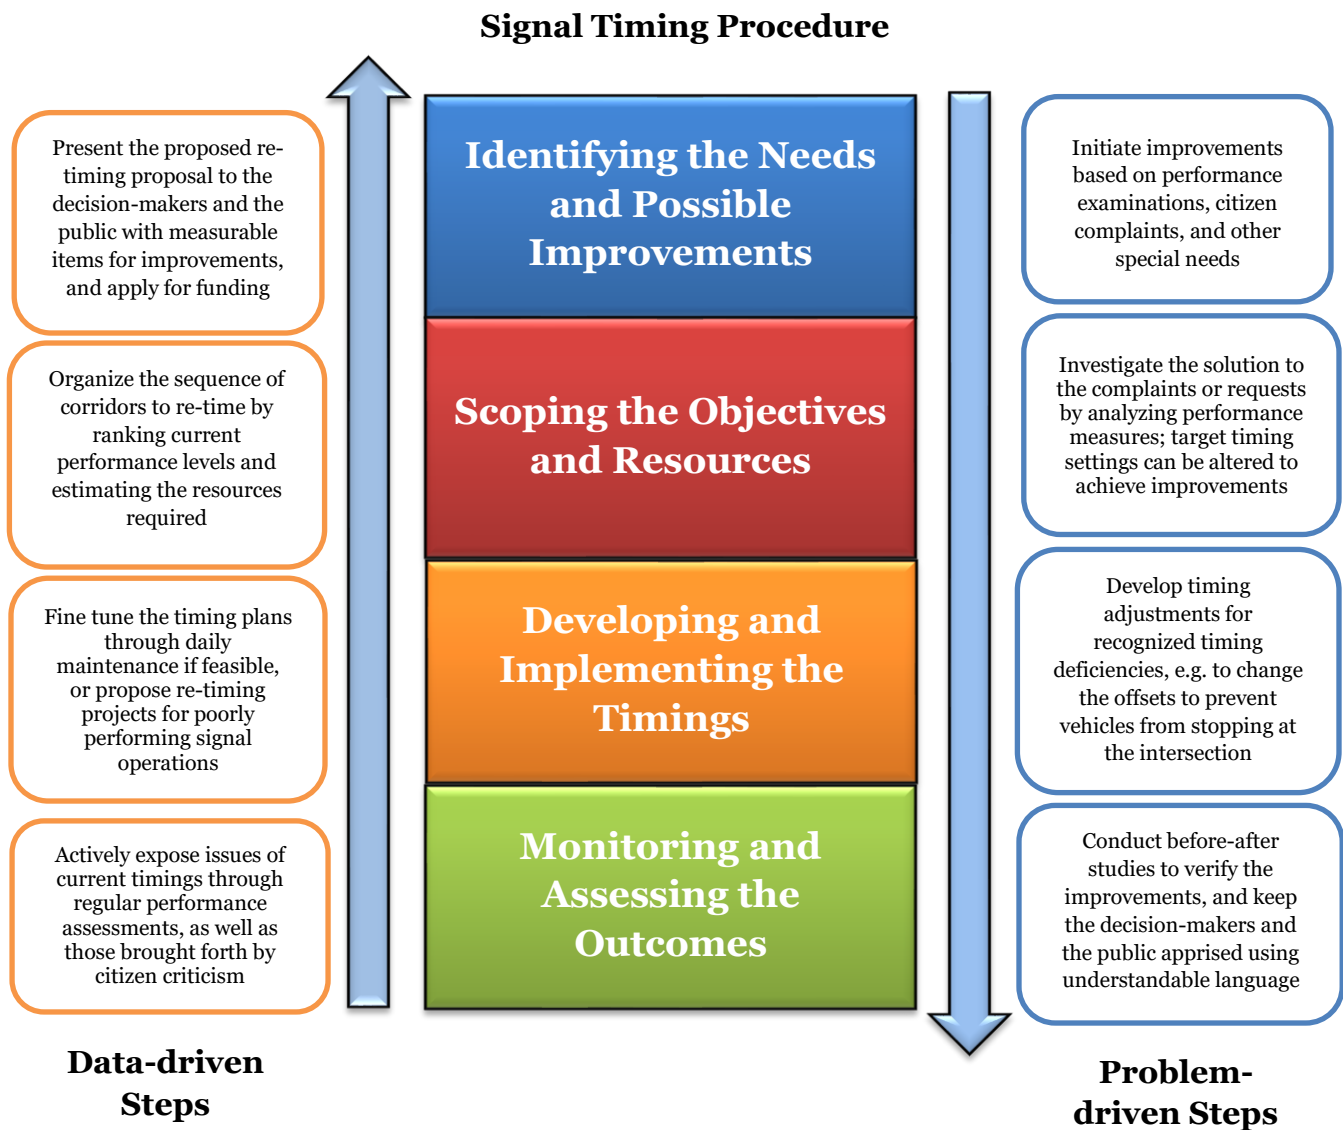 Signal Timing Procedure
Present the proposed re-
timing proposal to the
decision-makers and the
public with measurable
items for improvements,
and apply for funding
Identifying the Needs
and Possible
Improvements
Initiate improvements
based on performance
examinations, citizen
complaints, and other
special needs
Organize the sequence of
corridors to re-time by
ranking current
performance levels and
estimating the resources
required
Scoping the Objectives
and Resources
Investigate the solution to
the complaints or requests
by analyzing performance
measures; target timing
settings can be altered to
achieve improvements
Fine tune the timing plans
through daily
maintenance if feasible,
or propose re-timing
projects for poorly
performing signal
operations
Developing and
Implementing the
Timings
Develop timing
adjustments for
recognized timing
deficiencies, e.g. to change
the offsets to prevent
vehicles from stopping at
the intersection
Actively expose issues of
current timings through
regular performance
assessments, as well as
those brought forth by
citizen criticism
Monitoring and
Assessing the
Outcomes
Conduct before-after
studies to verify the
improvements, and keep
the decision-makers and
the public apprised using
understandable language
Data-driven
Steps
Problem-
driven Steps